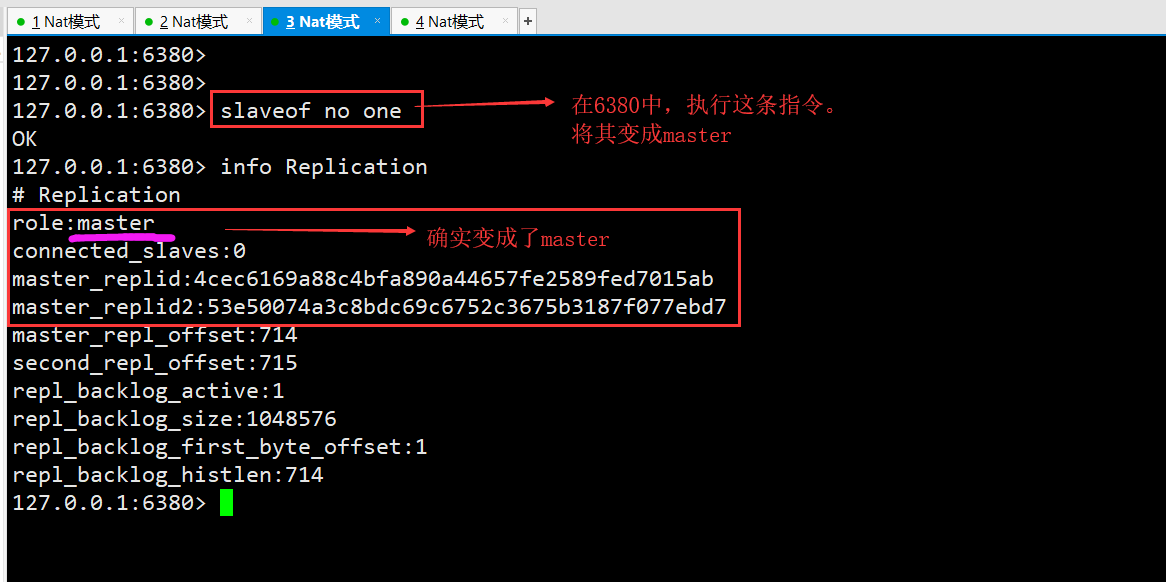 1 Nat模式 × 2 Nat模式 × 3 Nat模式 × 4 Nat模式 × +
127.0.0.1:6380>
127.0.0.1:6380>
127.0.0.1:6380> slaveof no one
在6380中，执行这条指令。
将其变成master
OK
127.0.0.1:6380> info Replication
# Replication
role:master
确实变成了master
connected_slaves:0
master_replid:4cec6169a88c4bfa890a44657fe2589fed7015ab
master_replid2:53e50074a3c8bdc69c6752c3675b3187f077ebd7
master_repl_offset:714
second_repl_offset:715
repl_backlog_active:1
repl_backlog_size:1048576
repl_backlog_first_byte_offset:1
repl_backlog_histlen:714
127.0.0.1:6380>